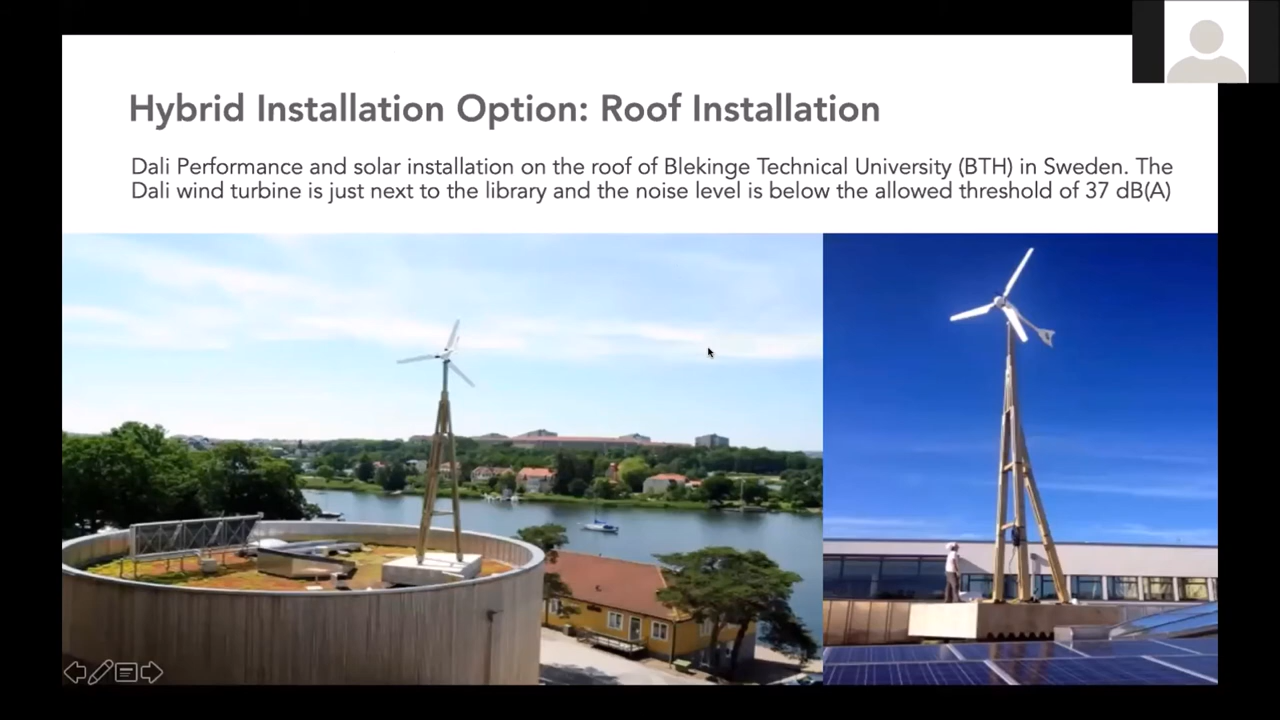 Hybrid Installation Option: Roof Installation
Dali Performance and solar installation on the roof of Blekinge Technical University (BTH) in Sweden. The
Dali wind turbine is just next to the library and the noise level is below the allowed threshold of 37 dB(A)